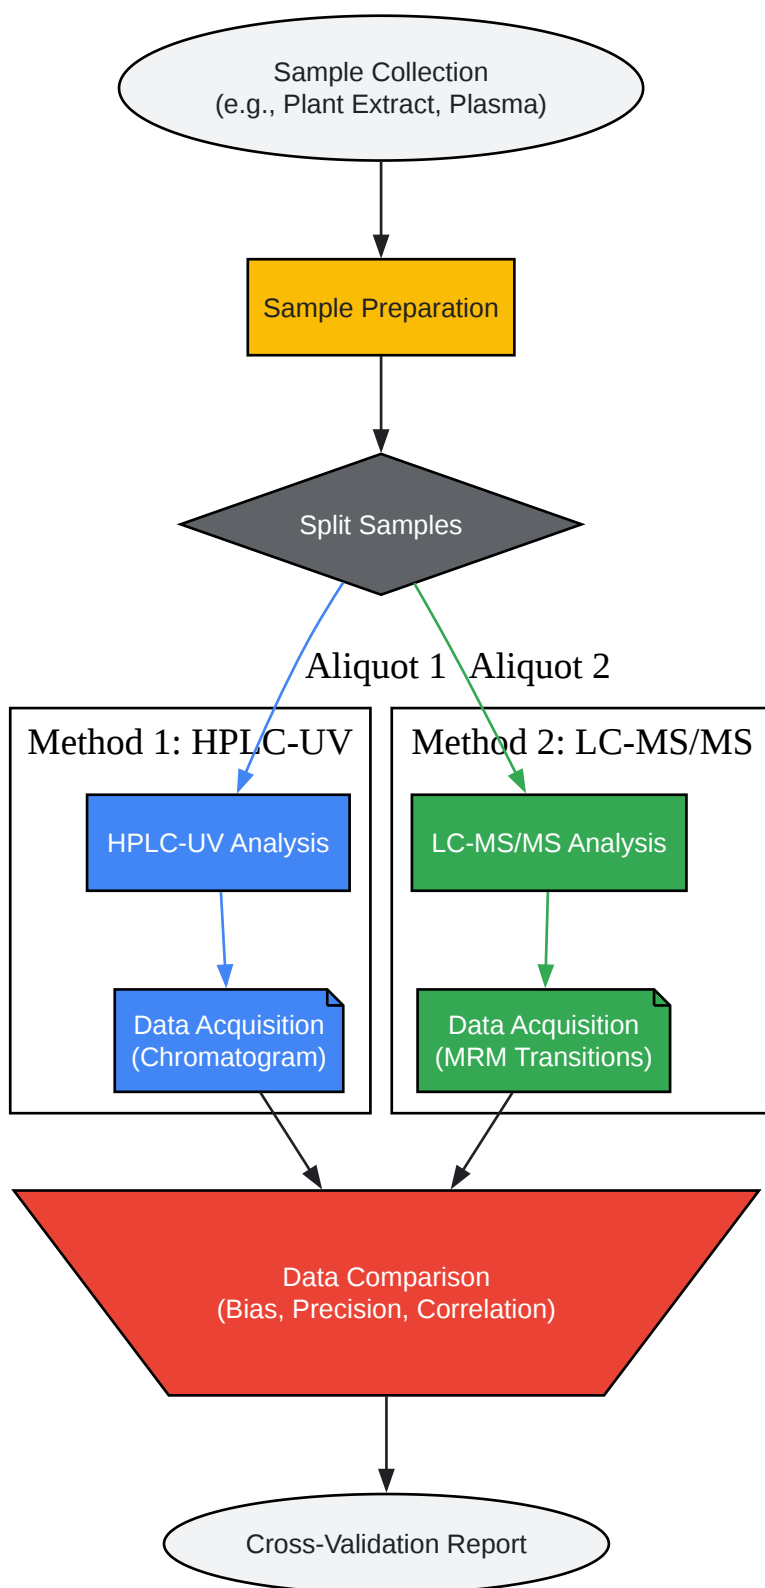 Sample Collection
(e.g., Plant Extract, Plasma)
Sample Preparation
Split Samples
Aliquot 1
Aliquot 2
Method 1: HPLC-UV
HPLC-UV Analysis
Data Acquisition
(Chromatogram)
Method 2: LC-MS/MS
LC-MS/MS Analysis
Data Acquisition
(MRM Transitions)
Data Comparison
(Bias, Precision, Correlation)
Cross-Validation Report